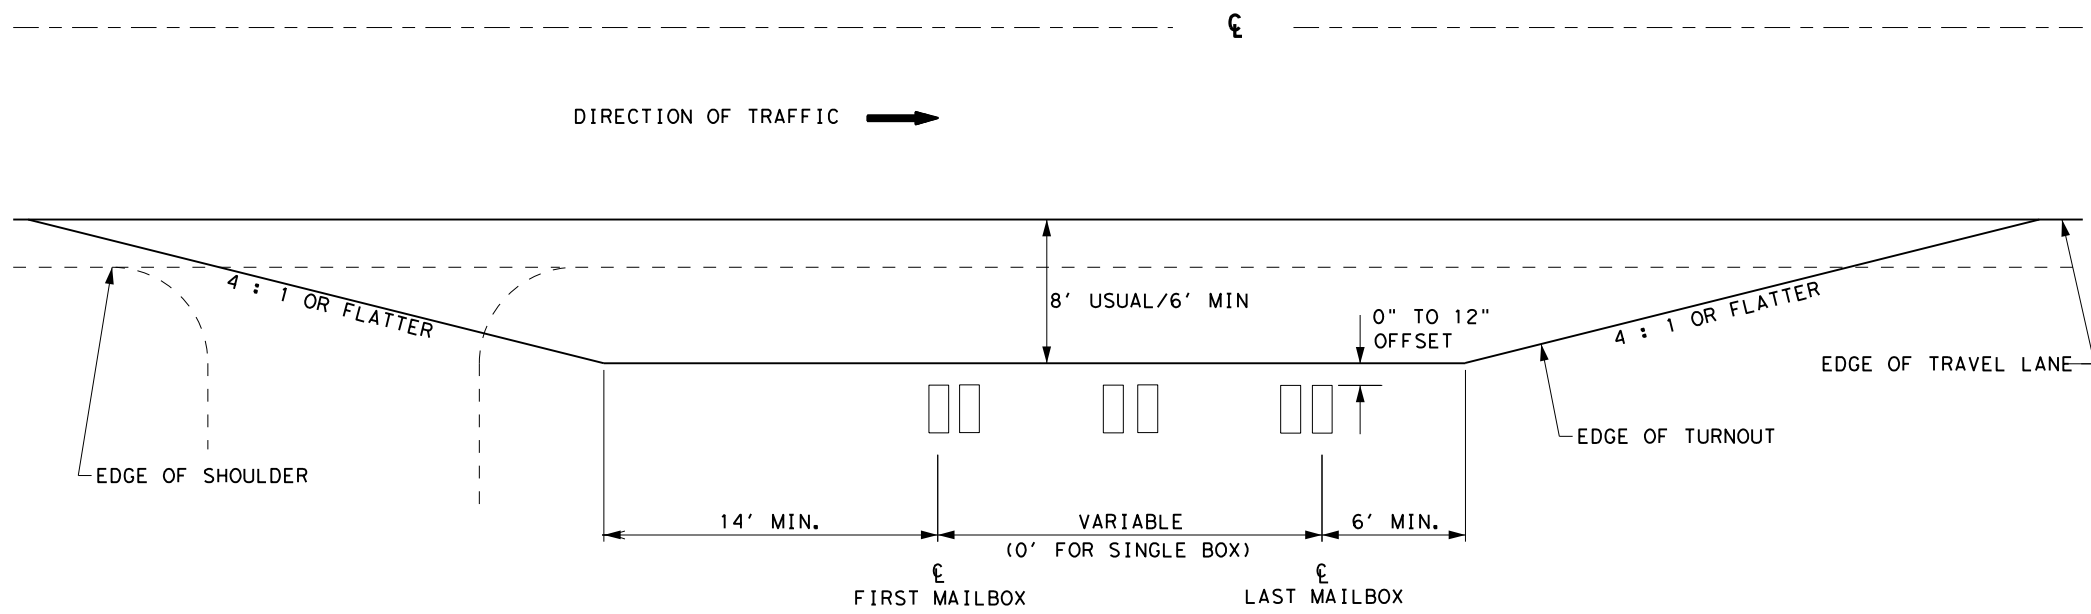 ℄
DIRECTION OF TRAFFIC
4 : 1 OR FLATTER
8' USUAL/6' MIN
0" TO 12"
OFFSET
4 : 1 OR FLATTER
EDGE OF TRAVEL LANE
EDGE OF TURNOUT
EDGE OF SHOULDER
14' MIN.
VARIABLE
(0' FOR SINGLE BOX)
6' MIN.
℄
FIRST MAILBOX
℄
LAST MAILBOX